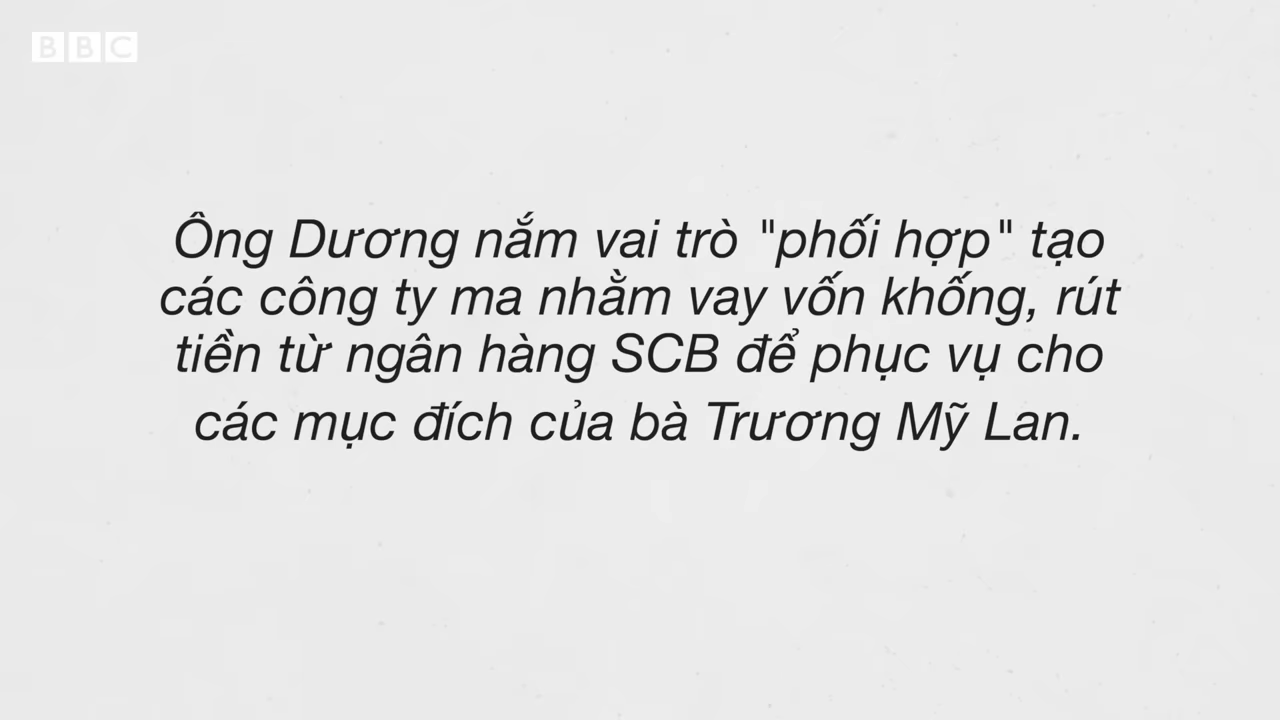 BBC
Ông Dương nắm vai trò "phối hợp" tạo
các công ty ma nhằm vay vốn khống, rút
tiền từ ngân hàng SCB để phục vụ cho
các mục đích của bà Trương Mỹ Lan.